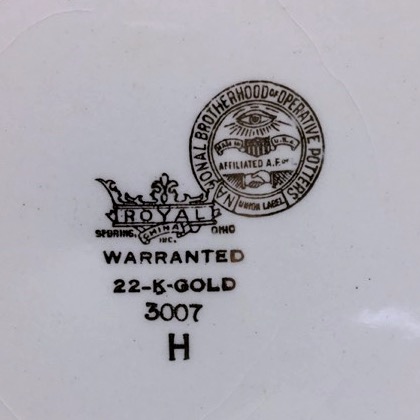 NATIONAL BROTHERHOOD OF OPERATIVE POTTERS
MADE IN U.S.A.
AFFILIATED A.F. OF
UNION LABEL
ROYAL
CHINA
SEBRING, OHIO
INC.
WARRANTED
22-K-GOLD
3007
H